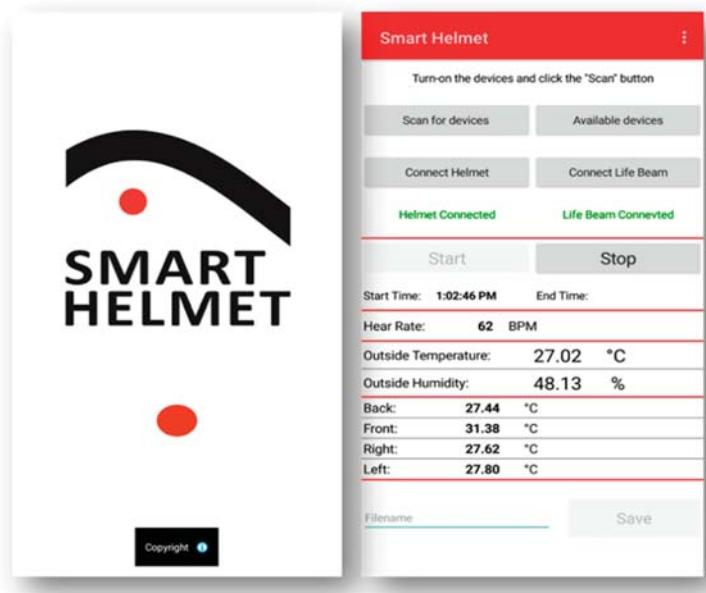 SMART
HELMET
Copyright
Smart Helmet
Turn-on the devices and click the "Scan" button
Scan for devices Available devices
Connect Helmet Connect Life Beam
Helmet Connected Life Beam Connevted
Start Stop
Start Time: 1:02:46 PM End Time:
Hear Rate: 62 BPM
Outside Temperature: 27.02 °C
Outside Humidity: 48.13 %
Back: 27.44 °C
Front: 31.38 °C
Right: 27.62 °C
Left: 27.80 °C
Filename Save